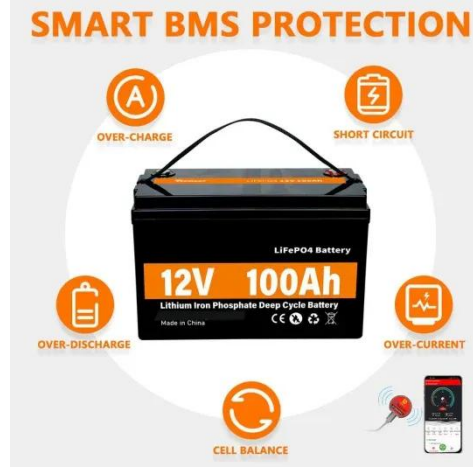 SMART BMS PROTECTION
A
OVER-CHARGE
SHORT CIRCUIT
LiFePO4 Battery
12V 100Ah
Lithium Iron Phosphate Deep Cycle Battery
Made in China
CE
OVER-DISCHARGE
OVER-CURRENT
CELL BALANCE